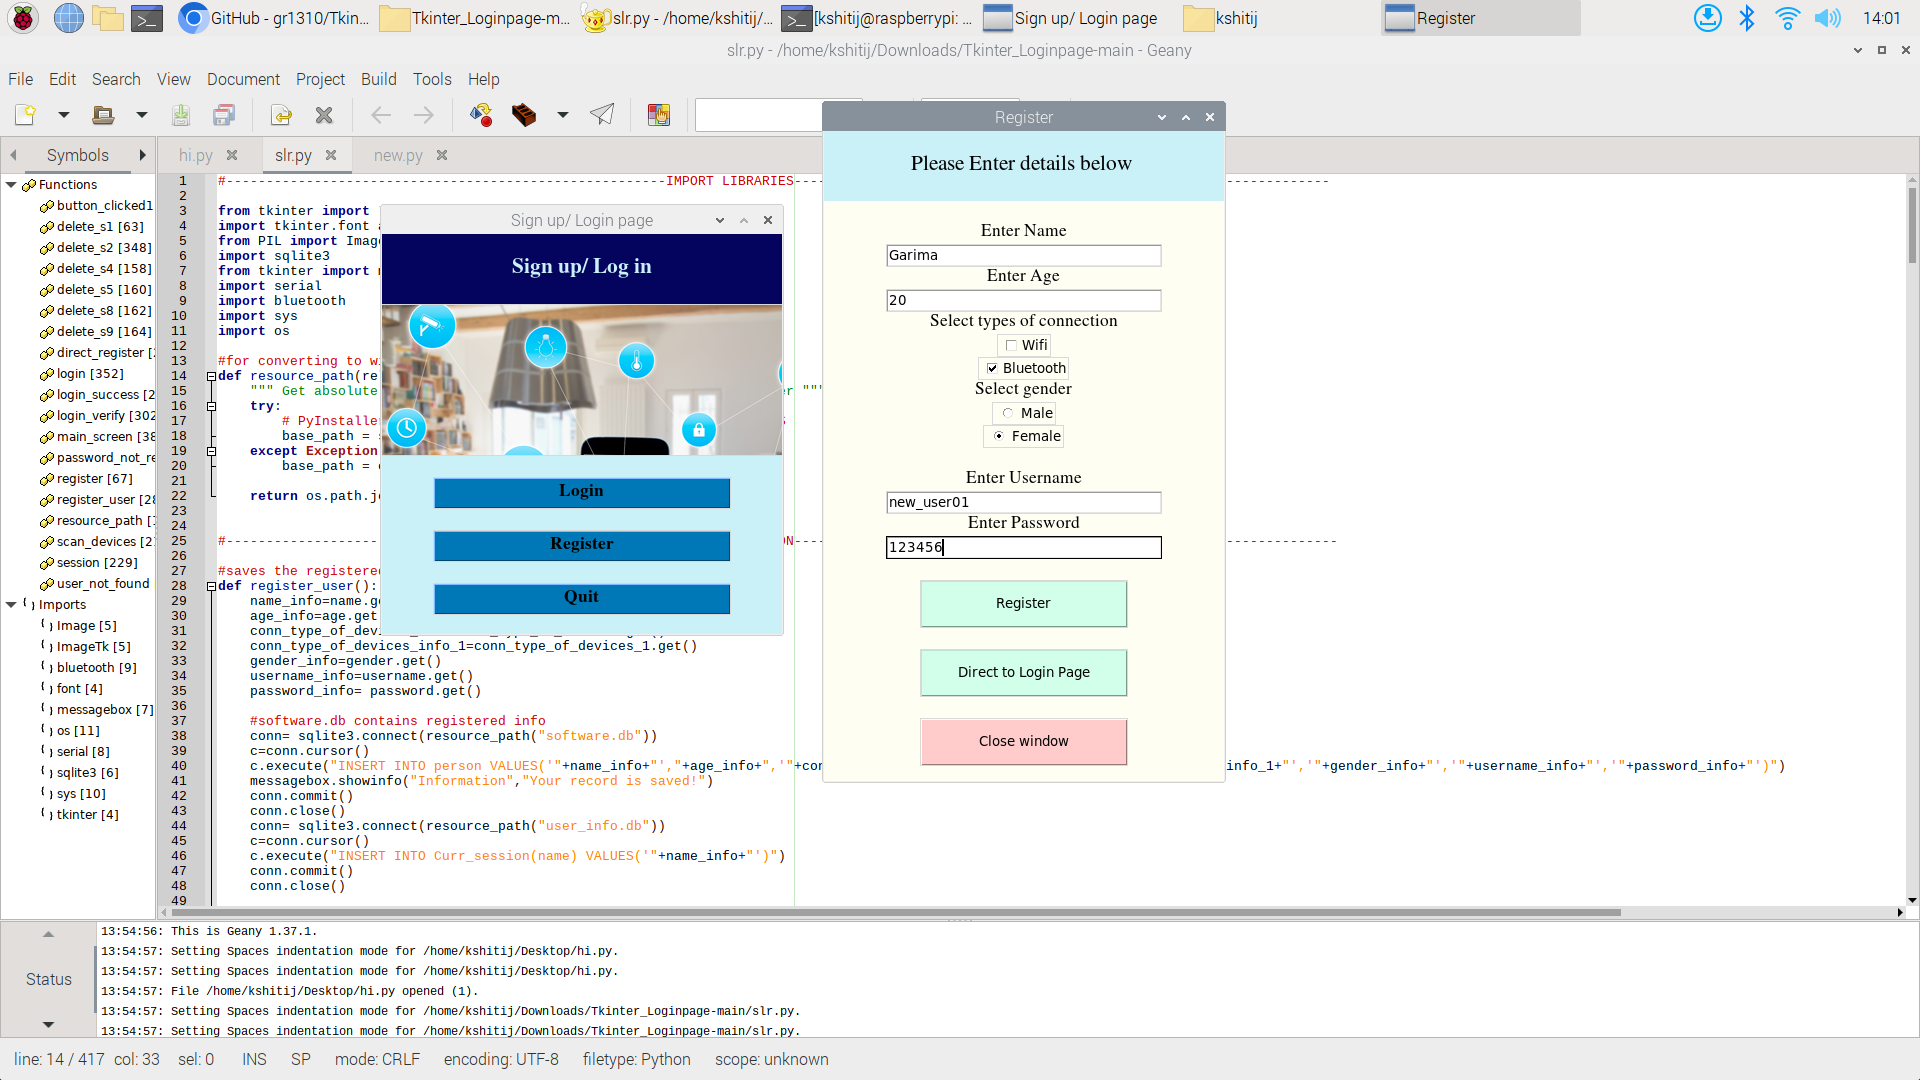 GitHub - gr1310/Tkin...
Tkinter_Loginpage-m...
slr.py - /home/kshitij/...
[kshitij@raspberrypi: ...
Sign up/ Login page
kshitij
Register
14:01
slr.py - /home/kshitij/Downloads/Tkinter_Loginpage-main - Geany
File Edit Search View Document Project Build Tools Help
Symbols
hi.py
slr.py
new.py
Functions
button_clicked1
delete_s1 [63]
delete_s2 [348]
delete_s4 [158]
delete_s5 [160]
delete_s8 [162]
delete_s9 [164]
direct_register [
login [352]
login_success [2
login_verify [302
main_screen [38
password_not_re
register [67]
register_user [28
resource_path [
scan_devices [2
session [229]
user_not_found
Imports
Image [5]
ImageTk [5]
bluetooth [9]
font [4]
messagebox [7]
os [11]
serial [8]
sqlite3 [6]
sys [10]
tkinter [4]
1 #-------------------------------------------------------IMPORT LIBRARIES----
2
3 from tkinter import
4 import tkinter.font a
5 from PIL import Imag
6 import sqlite3
7 from tkinter import
8 import serial
9 import bluetooth
10 import sys
11 import os
12
13 #for converting to wi
14 def resource_path(re
15 """ Get absolute er """
16 try:
17 # PyInstalle
18 base_path =
19 except Exception
20 base_path =
21
22 return os.path.jo
23
24
25 #-------------------- ON----
26
27 #saves the registered
28 def register_user():
29 name_info=name.ge
30 age_info=age.get
31 conn_type_of_devic
32 conn_type_of_devices_info_1=conn_type_of_devices_1.get()
33 gender_info=gender.get()
34 username_info=username.get()
35 password_info= password.get()
36
37 #software.db contains registered info
38 conn= sqlite3.connect(resource_path("software.db"))
39 c=conn.cursor()
40 c.execute("INSERT INTO person VALUES('"+name_info+"',"+age_info+",'"+con info_1+"','"+gender_info+"','"+username_info+"','"+password_info+"')")
41 messagebox.showinfo("Information","Your record is saved!")
42 conn.commit()
43 conn.close()
44 conn= sqlite3.connect(resource_path("user_info.db"))
45 c=conn.cursor()
46 c.execute("INSERT INTO Curr_session(name) VALUES('"+name_info+"')")
47 conn.commit()
48 conn.close()
49
Sign up/ Login page
Sign up/ Log in
Login
Register
Quit
Register
Please Enter details below
Enter Name
Garima
Enter Age
20
Select types of connection
Wifi
Bluetooth
Select gender
Male
Female
Enter Username
new_user01
Enter Password
123456
Register
Direct to Login Page
Close window
Status
13:54:56: This is Geany 1.37.1.
13:54:57: Setting Spaces indentation mode for /home/kshitij/Desktop/hi.py.
13:54:57: Setting Spaces indentation mode for /home/kshitij/Desktop/hi.py.
13:54:57: File /home/kshitij/Desktop/hi.py opened (1).
13:54:57: Setting Spaces indentation mode for /home/kshitij/Downloads/Tkinter_Loginpage-main/slr.py.
13:54:57: Setting Spaces indentation mode for /home/kshitij/Downloads/Tkinter_Loginpage-main/slr.py.
line: 14 / 417 col: 33 sel: 0 INS SP mode: CRLF encoding: UTF-8 filetype: Python scope: unknown